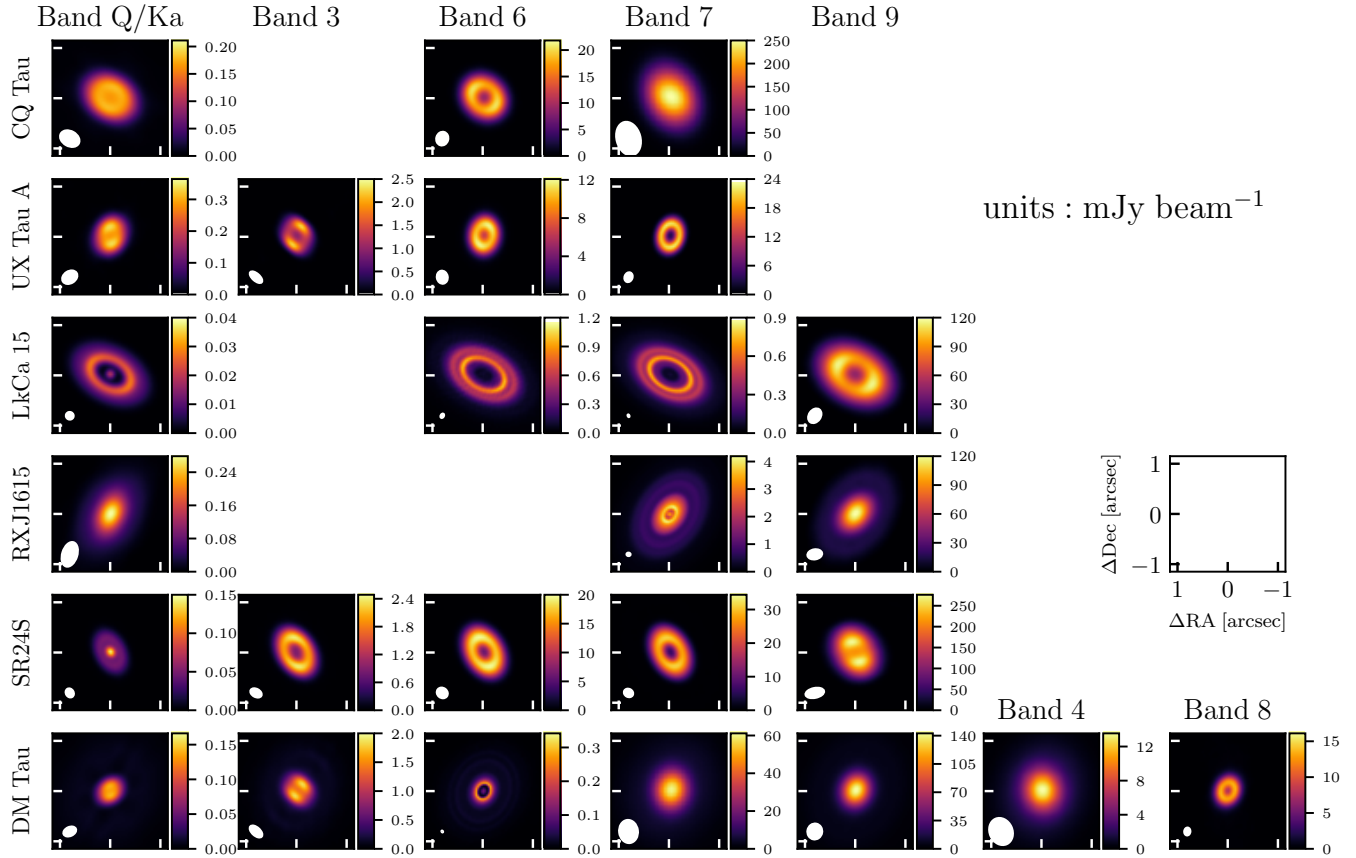 Band Q/Ka Band 3 Band 6 Band 7 Band 9
CQ Tau
0.20 0.15 0.10 0.05 0.00
20 15 10 5 0
250 200 150 100 50 0
UX Tau A
0.3 0.2 0.1 0.0
2.5 2.0 1.5 1.0 0.5 0.0
12 8 4 0
24 18 12 6 0
units : mJy beam⁻¹
LkCa 15
0.04 0.03 0.02 0.01 0.00
1.2 0.9 0.6 0.3 0.0
0.9 0.6 0.3 0.0
120 90 60 30 0
RXJ1615
0.24 0.18 0.12 0.06 0.00
4 3 2 1 0
120 90 60 30 0
ΔDec [arcsec]
1 0 −1
1 0 −1
ΔRA [arcsec]
SR24S
0.15 0.10 0.05 0.00
2.4 1.8 1.2 0.6 0.0
20 15 10 5 0
30 20 10 0
250 200 150 100 50 0
Band 4 Band 8
DM Tau
0.15 0.10 0.05 0.00
2.0 1.5 1.0 0.5 0.0
0.3 0.2 0.1 0.0
60 40 20 0
140 105 70 35 0
12 8 4 0
15 10 5 0